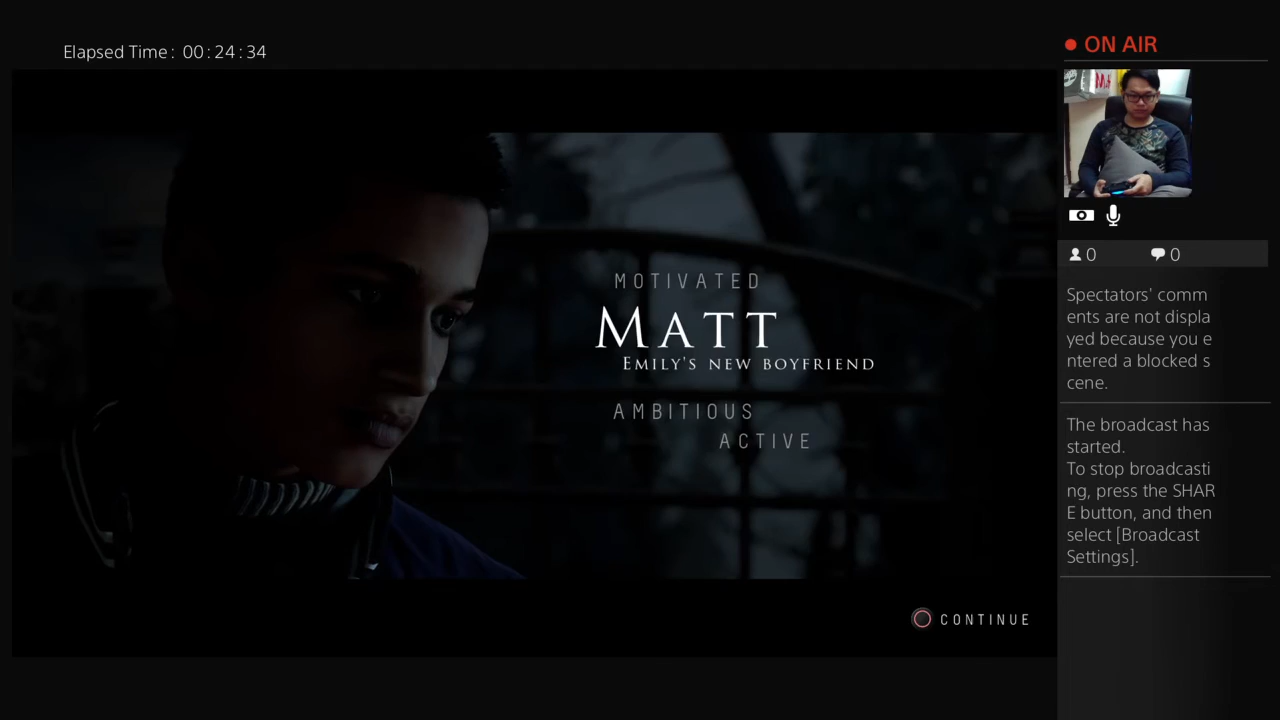 Elapsed Time: 00:24:34
ON AIR
MOTIVATED
MATT
EMILY'S NEW BOYFRIEND
AMBITIOUS
ACTIVE
CONTINUE
0 0
Spectators' comm
ents are not displa
yed because you e
ntered a blocked s
cene.
The broadcast has
started.
To stop broadcasti
ng, press the SHAR
E button, and then
select [Broadcast
Settings].